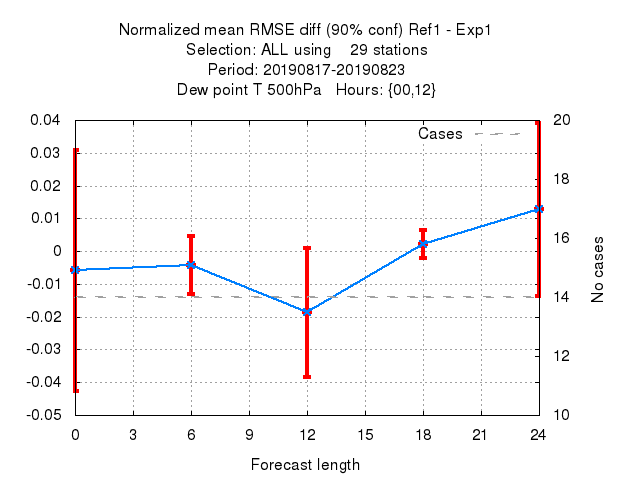 Normalized mean RMSE diff (90% conf) Ref1 - Exp1
Selection: ALL using    29 stations
Period: 20190817-20190823
Dew point T 500hPa   Hours: {00,12}
Cases
0.04
0.03
0.02
0.01
0
-0.01
-0.02
-0.03
-0.04
-0.05
20
18
16
14
12
10
No cases
0 3 6 9 12 15 18 21 24
Forecast length